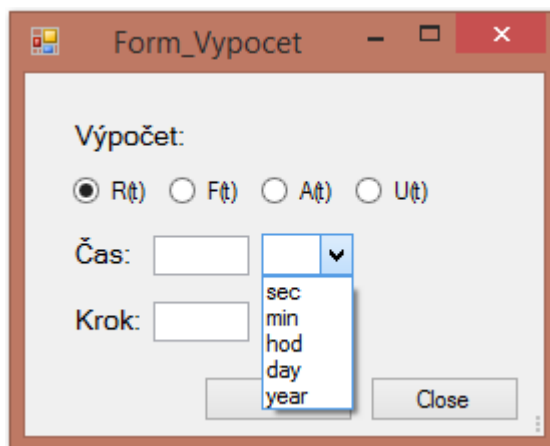 Form_Vypocet
Výpočet:
R(t) F(t) A(t) U(t)
Čas:
sec
min
hod
day
year
Krok:
Close